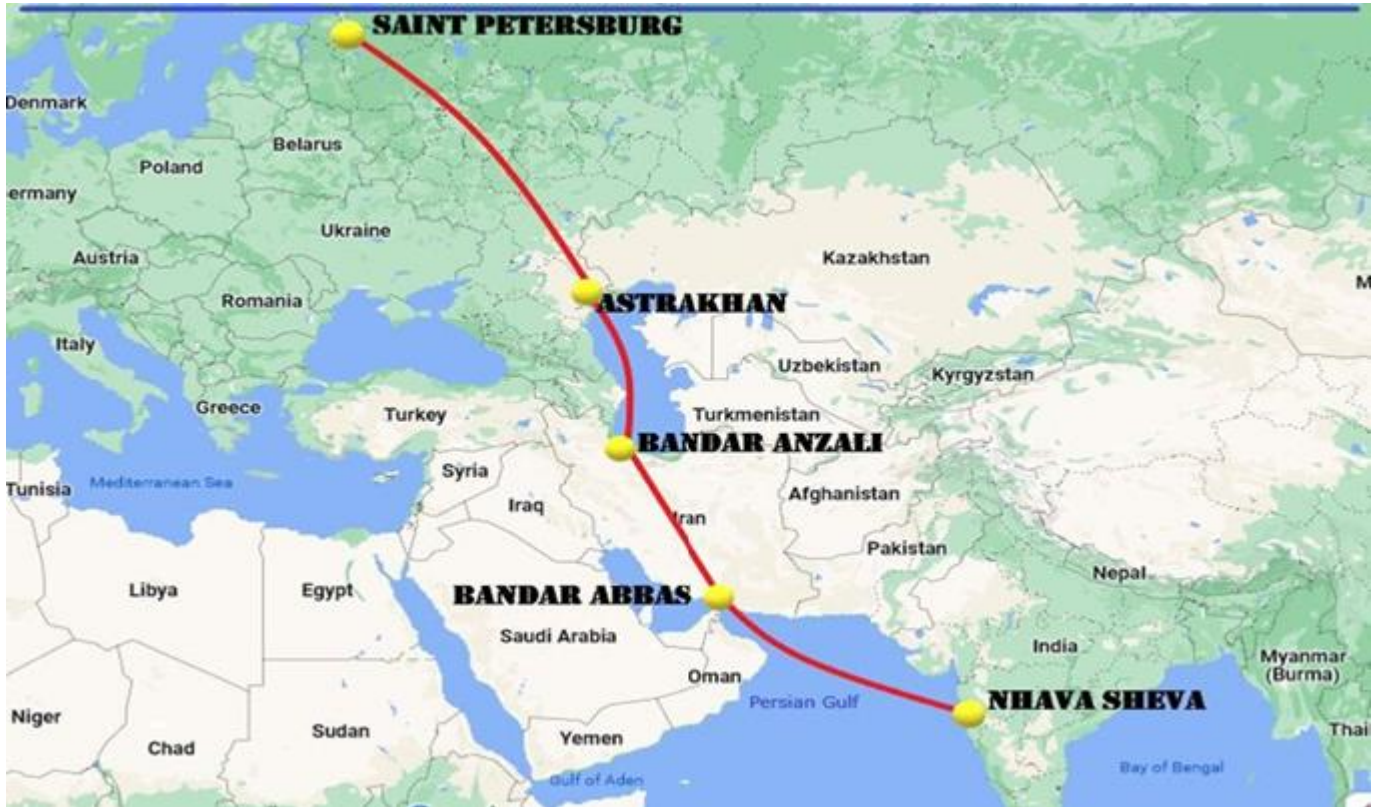 SAINT PETERSBURG
Denmark
Belarus
Poland
ermany
Ukraine
Austria
Kazakhstan
Romania
M
ASTRAKHAN
Italy
Uzbekistan
Kyrgyzstan
Greece
Turkey
Turkmenistan
BANDAR ANZALI
Syria
Tunisia
Mediterranean Sea
Afghanistan
Iraq
Iran
Pakistan
Nepal
Libya
Egypt
BANDAR ABBAS
Saudi Arabia
India
Myanmar
(Burma)
Oman
Persian Gulf
NHAVA SHEVA
Niger
Sudan
Chad
Yemen
Thai
Bay of Bengal
Gulf of Aden